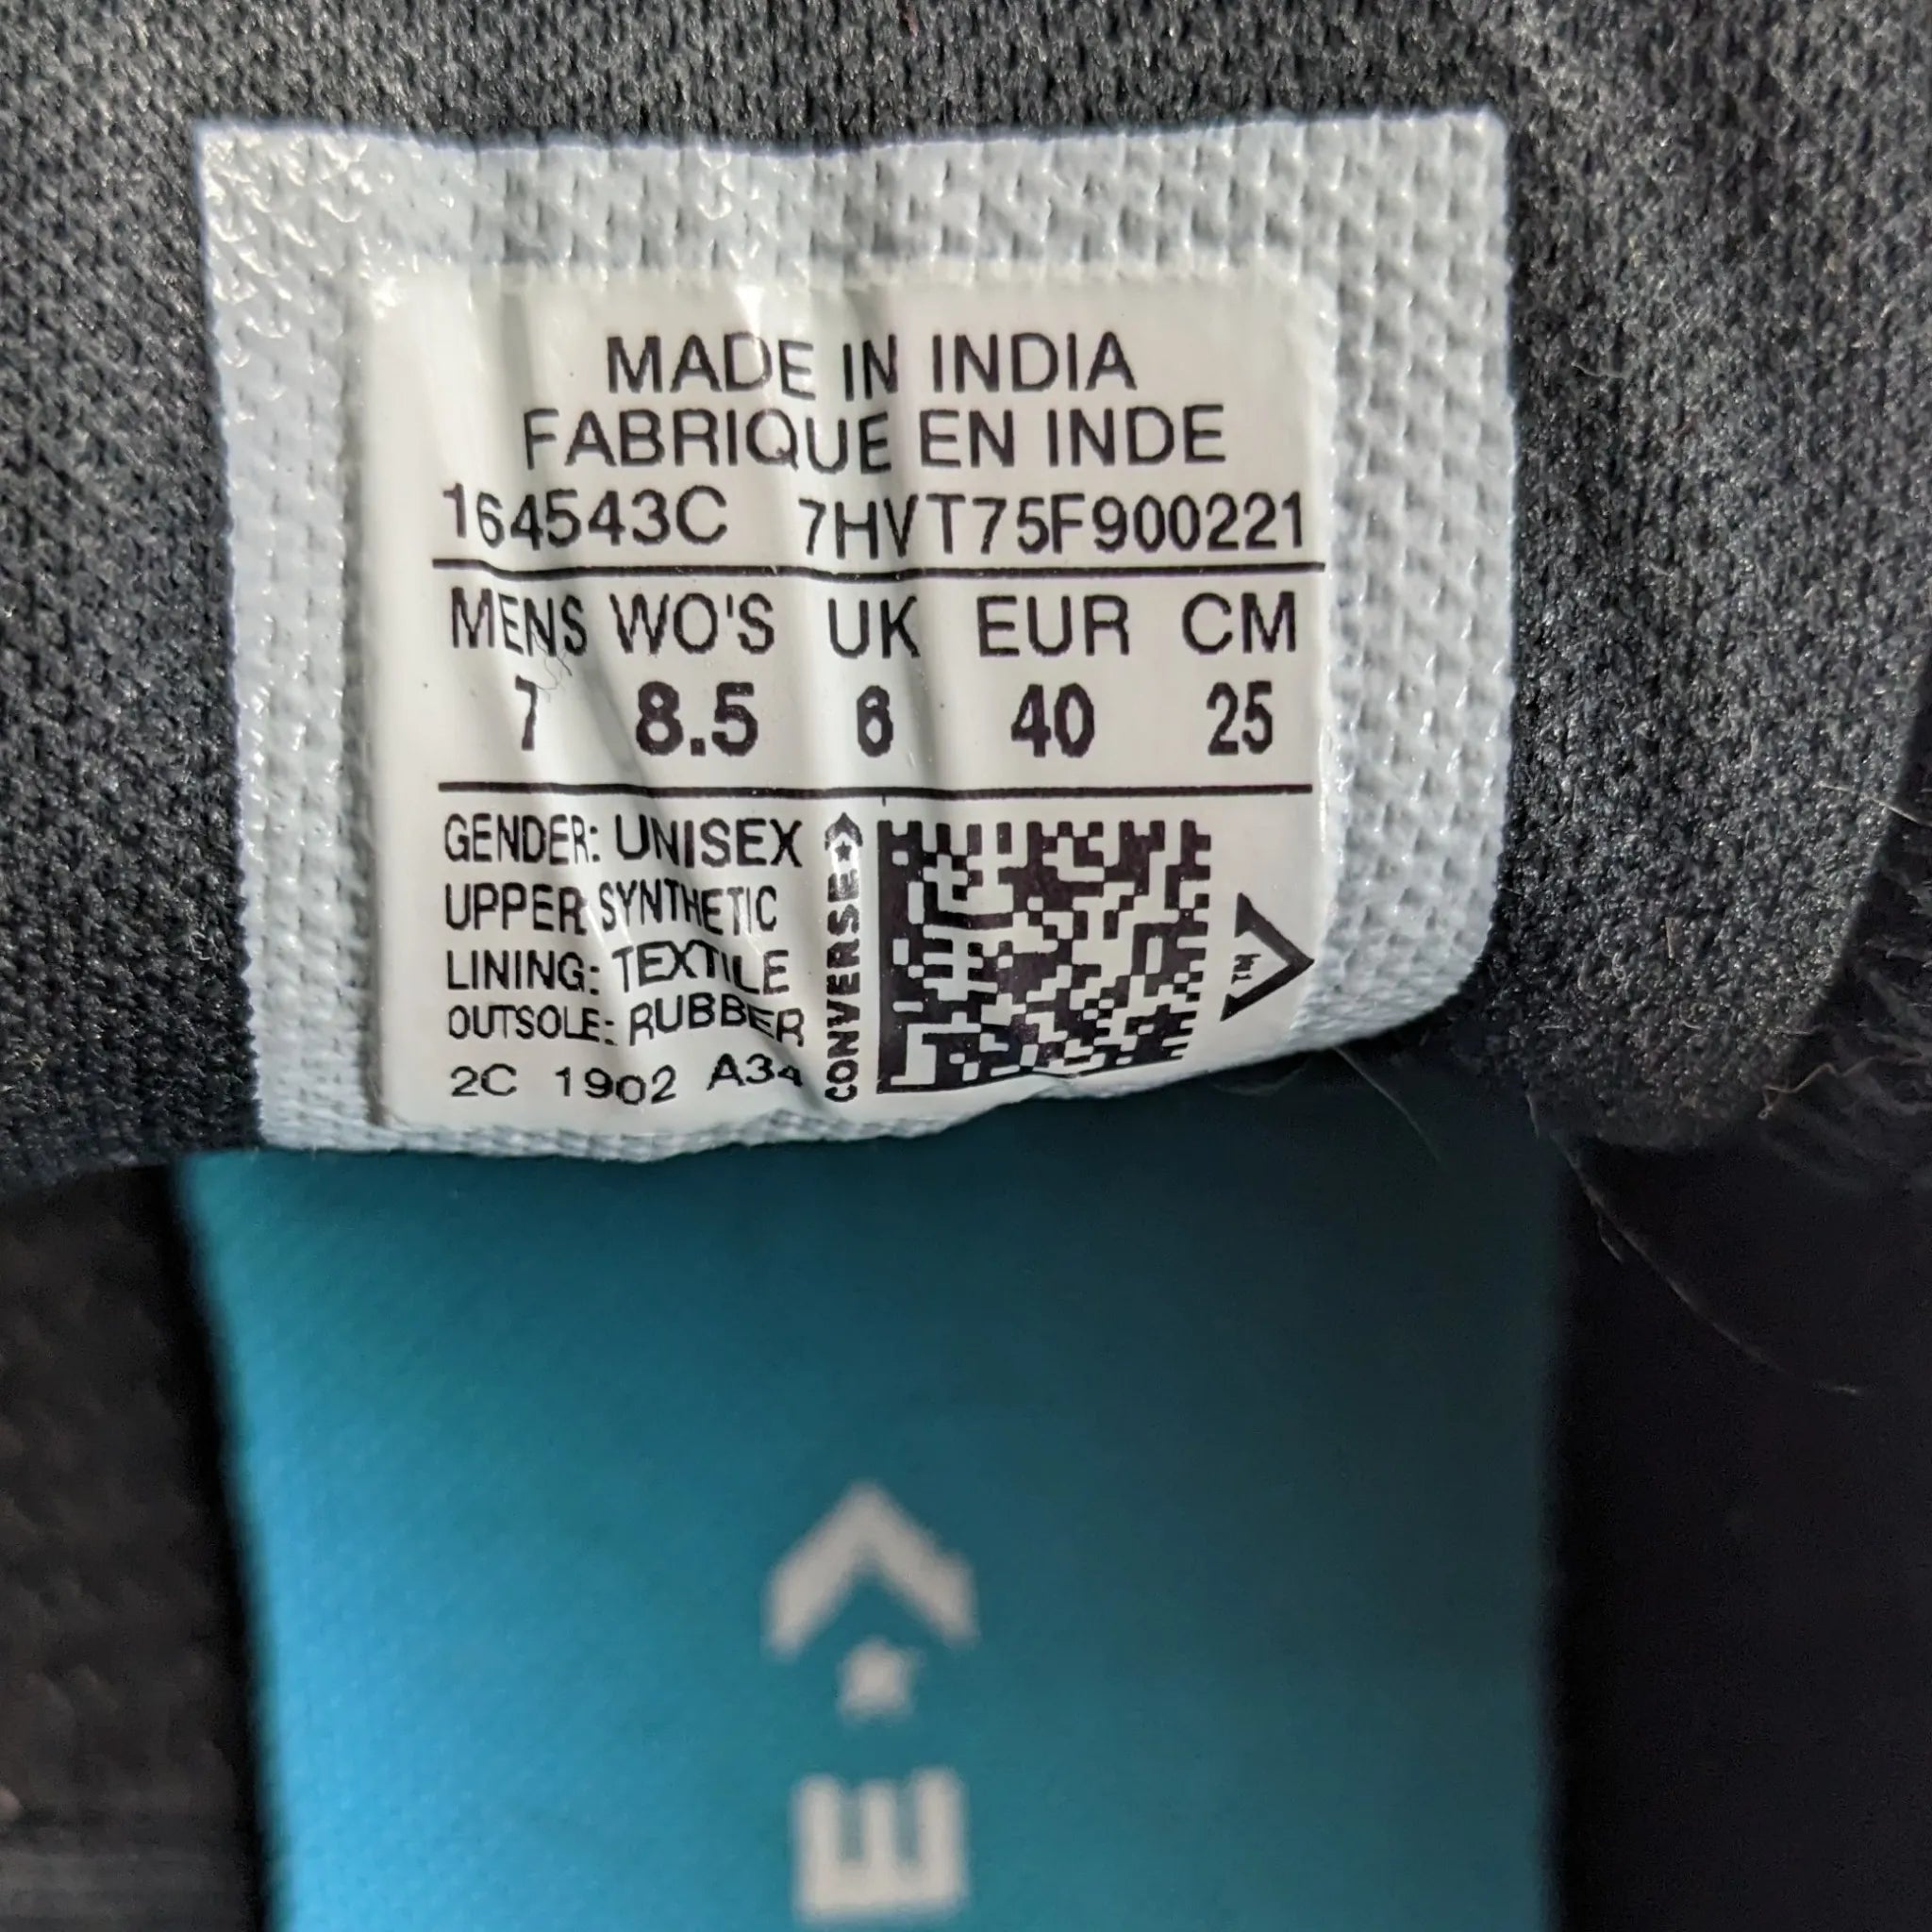 MADE IN INDIA
FABRIQUE EN INDE
164543C 7HVT75F900221
MENS WO'S UK EUR CM
7 8.5 6 40 25
GENDER: UNISEX
UPPER: SYNTHETIC
LINING: TEXTILE
OUTSOLE: RUBBER
2C 1902 A34
CONVERSE
E